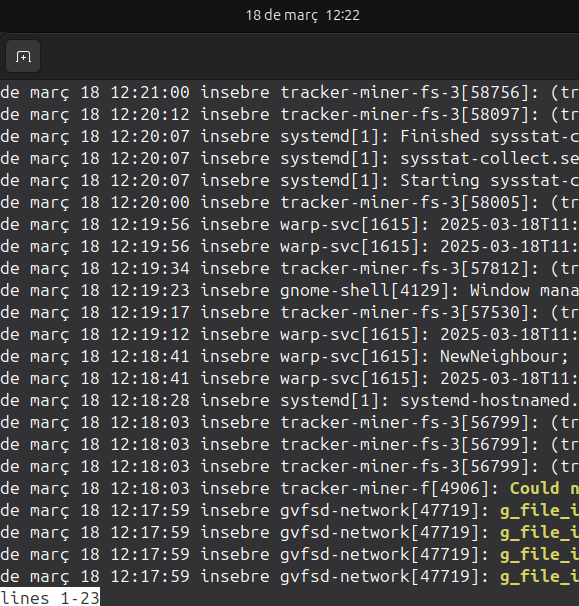 18 de març 12:22
de març 18 12:21:00 insebre tracker-miner-fs-3[58756]: (tr
de març 18 12:20:12 insebre tracker-miner-fs-3[58097]: (tr
de març 18 12:20:07 insebre systemd[1]: Finished sysstat-c
de març 18 12:20:07 insebre systemd[1]: sysstat-collect.se
de març 18 12:20:07 insebre systemd[1]: Starting sysstat-c
de març 18 12:20:00 insebre tracker-miner-fs-3[58005]: (tr
de març 18 12:19:56 insebre warp-svc[1615]: 2025-03-18T11:
de març 18 12:19:56 insebre warp-svc[1615]: 2025-03-18T11:
de març 18 12:19:34 insebre tracker-miner-fs-3[57812]: (tr
de març 18 12:19:23 insebre gnome-shell[4129]: Window mana
de març 18 12:19:17 insebre tracker-miner-fs-3[57530]: (tr
de març 18 12:19:12 insebre warp-svc[1615]: 2025-03-18T11:
de març 18 12:18:41 insebre warp-svc[1615]: NewNeighbour;
de març 18 12:18:41 insebre warp-svc[1615]: 2025-03-18T11:
de març 18 12:18:28 insebre systemd[1]: systemd-hostnamed.
de març 18 12:18:03 insebre tracker-miner-fs-3[56799]: (tr
de març 18 12:18:03 insebre tracker-miner-fs-3[56799]: (tr
de març 18 12:18:03 insebre tracker-miner-fs-3[56799]: (tr
de març 18 12:18:03 insebre tracker-miner-f[4906]: Could n
de març 18 12:17:59 insebre gvfsd-network[47719]: g_file_i
de març 18 12:17:59 insebre gvfsd-network[47719]: g_file_i
de març 18 12:17:59 insebre gvfsd-network[47719]: g_file_i
de març 18 12:17:59 insebre gvfsd-network[47719]: g_file_i
lines 1-23